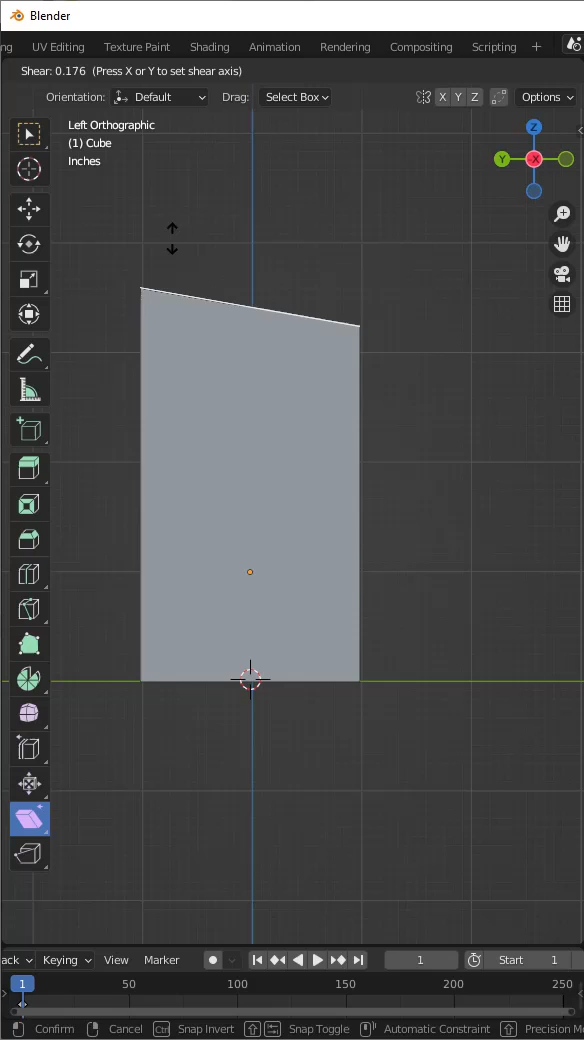 Blender
ng UV Editing Texture Paint Shading Animation Rendering Compositing Scripting +
Shear: 0.176 (Press X or Y to set shear axis)
Orientation: Default Drag: Select Box X Y Z Options
Left Orthographic
(1) Cube
Inches
Z
Y -X
ack Keying View Marker 1 Start 1
1 50 100 150 200 250
Confirm Cancel Ctrl Snap Invert Snap Toggle Automatic Constraint Precision Mo